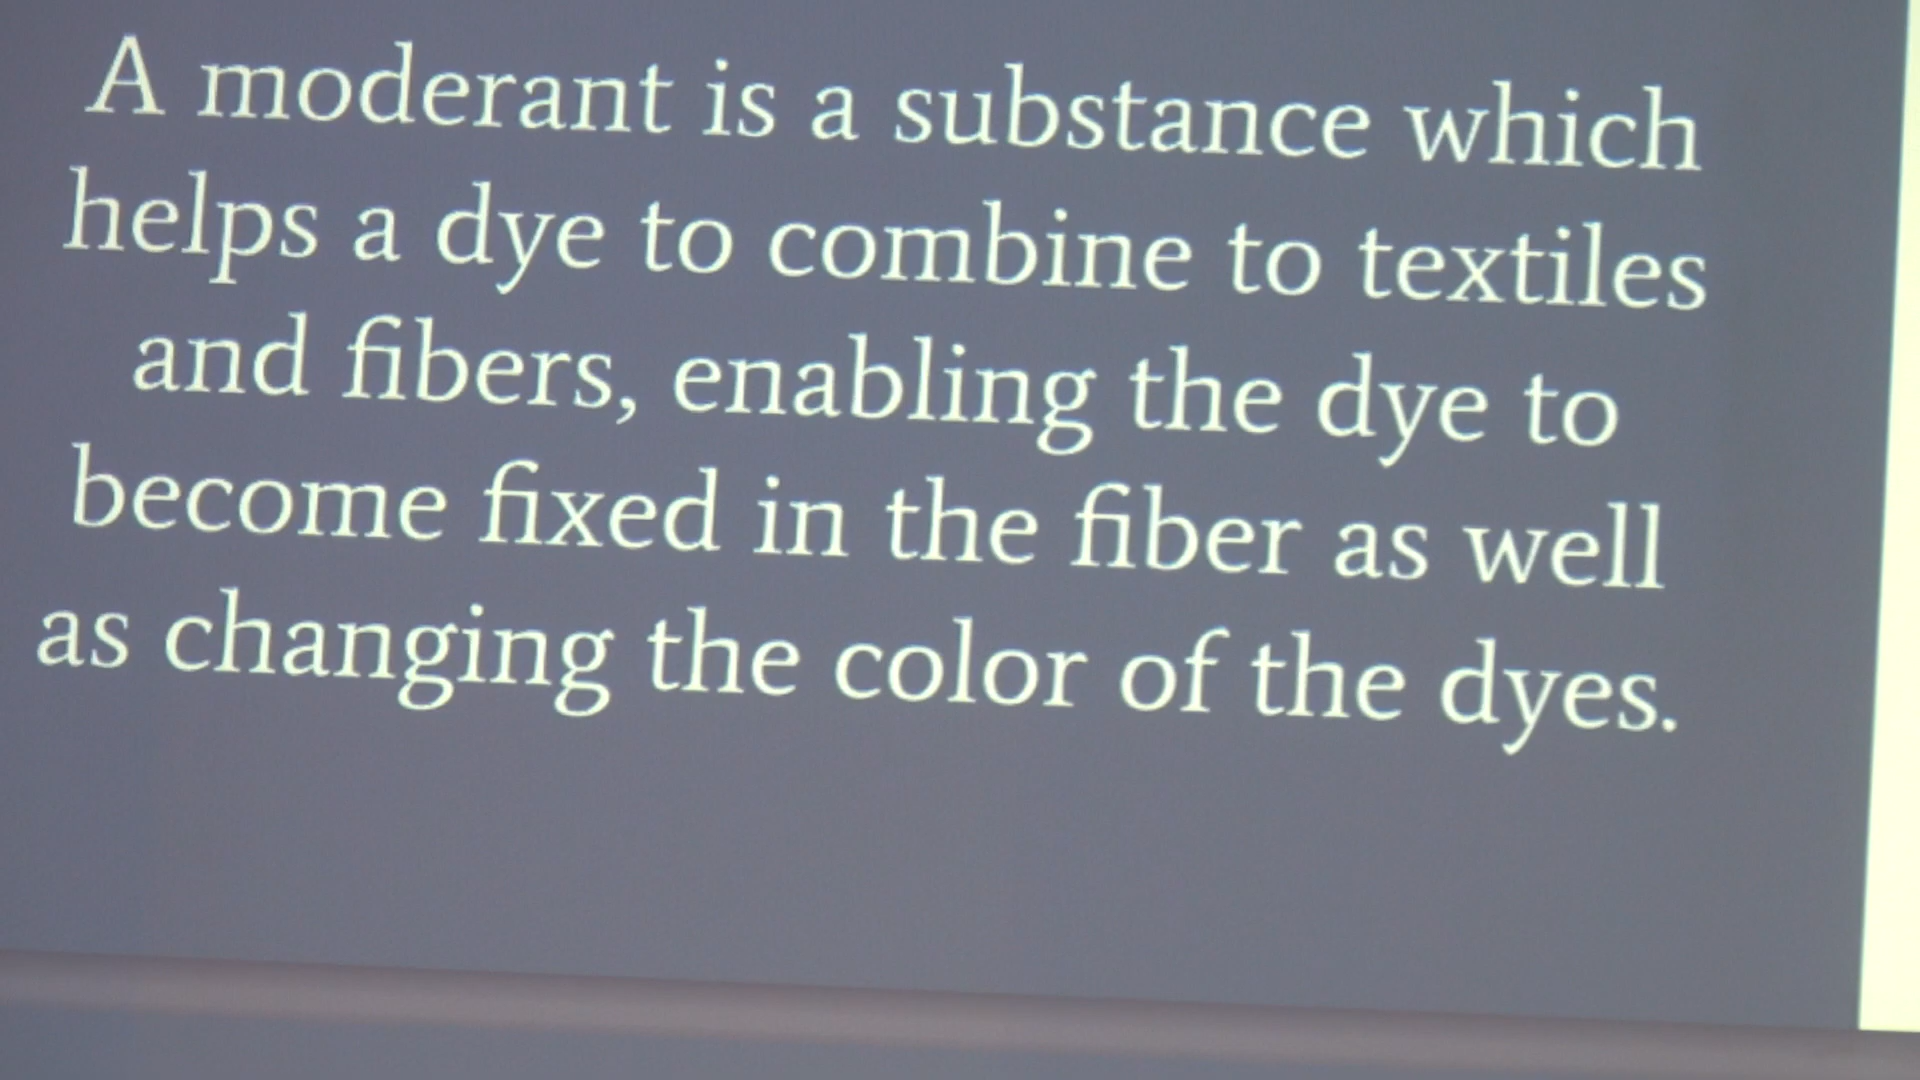 A moderant is a substance which
helps a dye to combine to textiles
and fibers, enabling the dye to
become fixed in the fiber as well
as changing the color of the dyes.